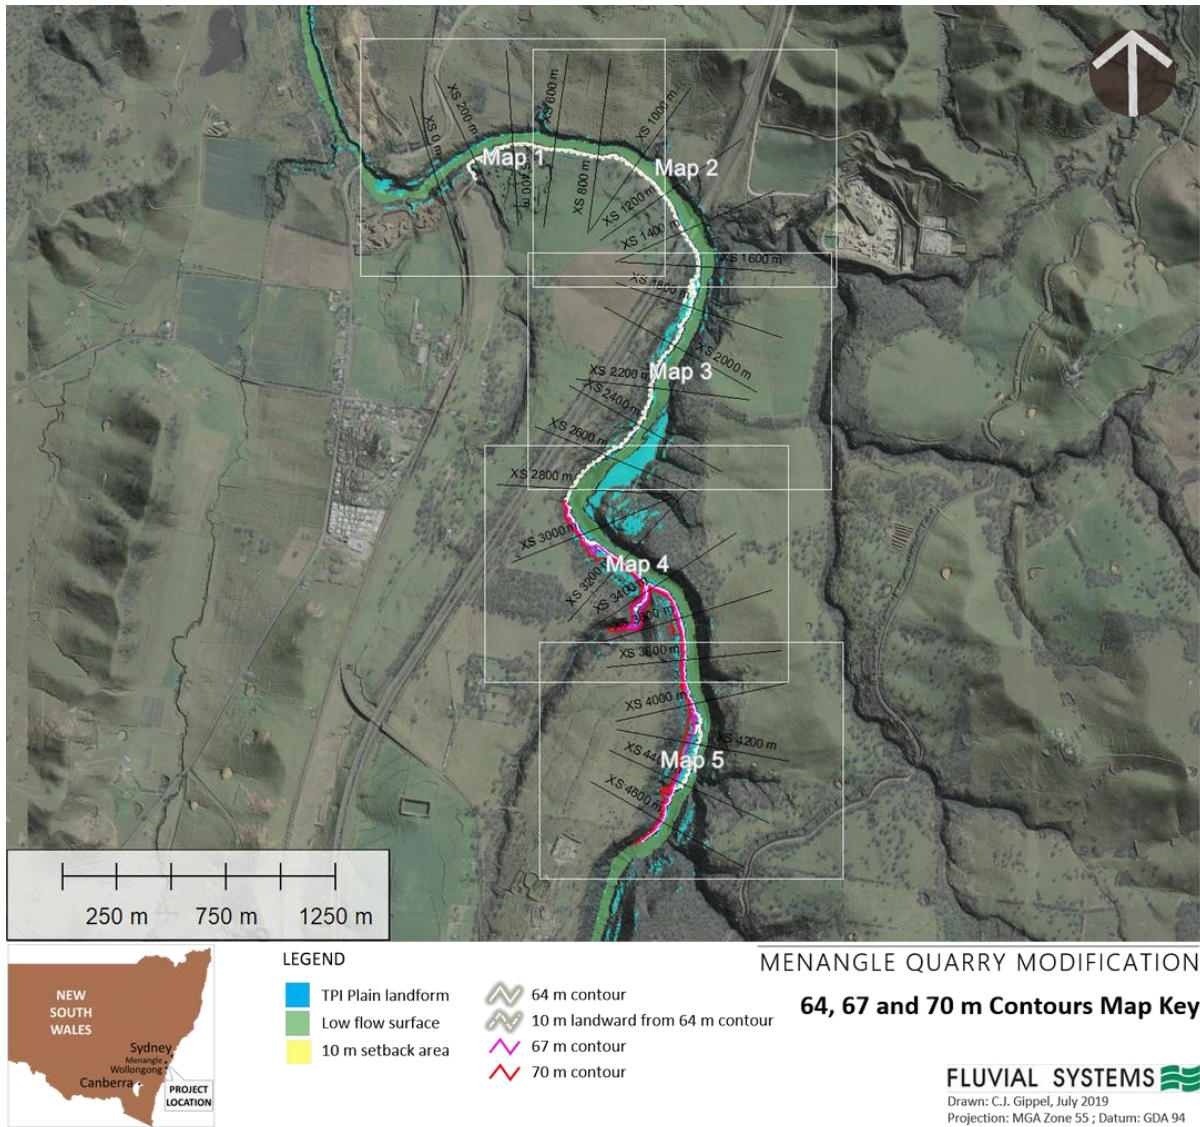 XS 0 m
XS 200 m
XS 400 m
XS 600 m
XS 800 m
XS 1000 m
Map 1
Map 2
XS 1200 m
XS 1400 m
XS 1600 m
XS 1800 m
XS 2000 m
XS 2200 m
Map 3
XS 2400 m
XS 2600 m
XS 2800 m
XS 3000 m
Map 4
XS 3200
XS 3400 m
XS 3800 m
XS 4000 m
XS 4200 m
Map 5
XS 4600 m
250 m
750 m
1250 m
NEW
SOUTH
WALES
Sydney
Menangle
Wollongong
Canberra
PROJECT
LOCATION
LEGEND
TPI Plain landform
Low flow surface
10 m setback area
64 m contour
10 m landward from 64 m contour
67 m contour
70 m contour
MENANGLE QUARRY MODIFICATION
64, 67 and 70 m Contours Map Key
FLUVIAL SYSTEMS
Drawn: C.J. Gippel, July 2019
Projection: MGA Zone 55 ; Datum: GDA 94